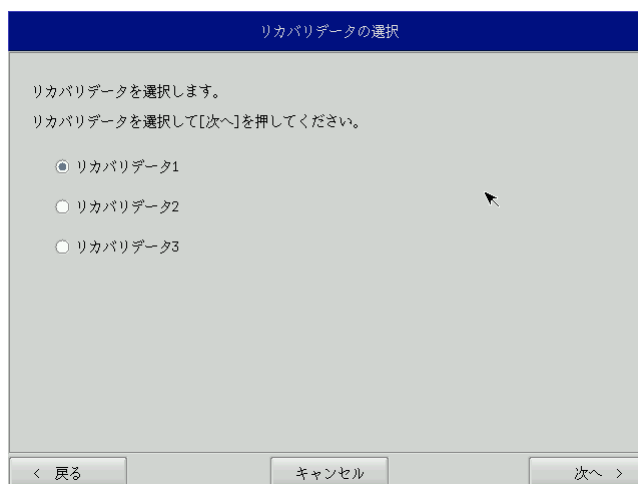 リカバリデータの選択
リカバリデータを選択します。
リカバリデータを選択して[次へ]を押してください。
リカバリデータ1
リカバリデータ2
リカバリデータ3
< 戻る
キャンセル
次へ >